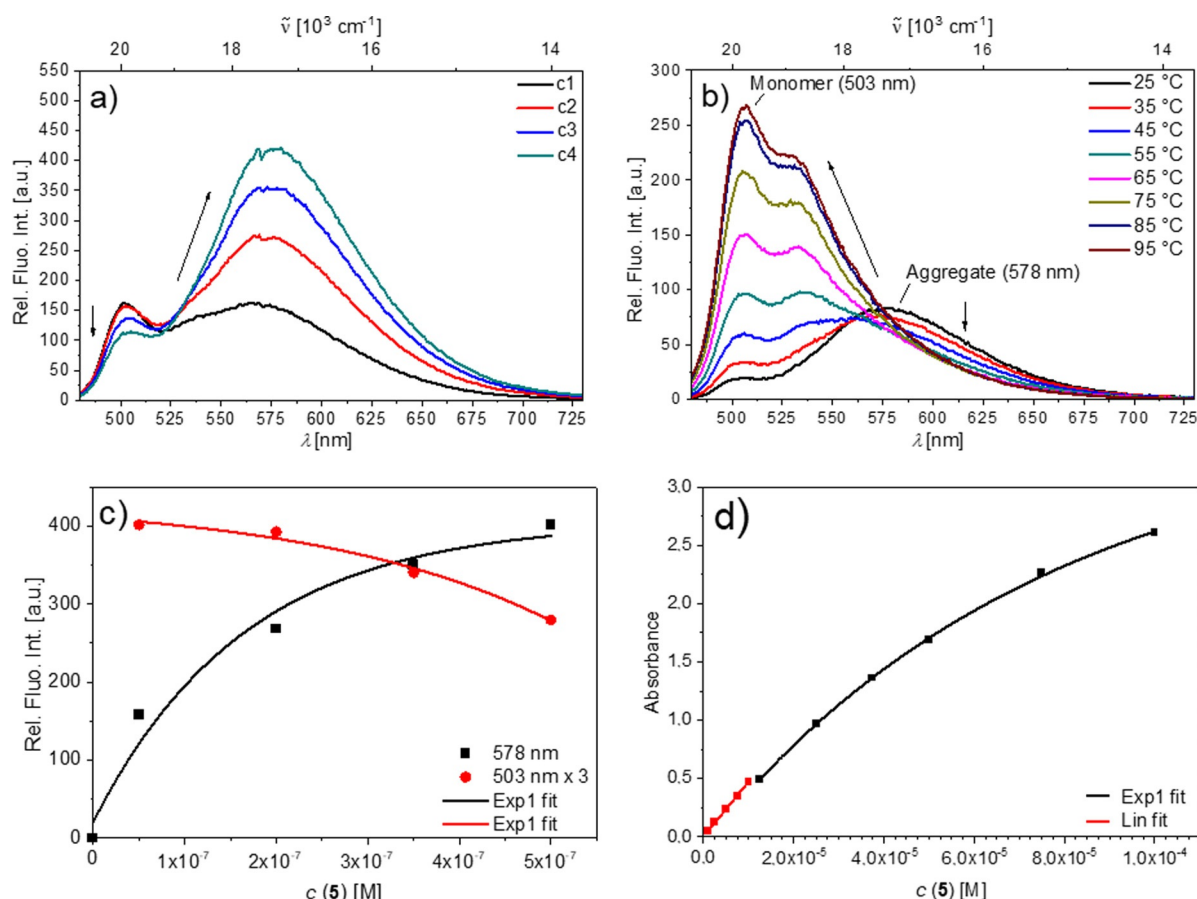 ṽ [10³ cm⁻¹]
20 18 16 14
a)
c1
c2
c3
c4
Rel. Fluo. Int. [a.u.]
550
500
450
400
350
300
250
200
150
100
50
0
500 525 550 575 600 625 650 675 700 725
λ [nm]
ṽ [10³ cm⁻¹]
20 18 16 14
b)
Monomer (503 nm)
Aggregate (578 nm)
25 °C
35 °C
45 °C
55 °C
65 °C
75 °C
85 °C
95 °C
Rel. Fluo. Int. [a.u.]
300
250
200
150
100
50
0
500 525 550 575 600 625 650 675 700 725
λ [nm]
c)
Rel. Fluo. Int. [a.u.]
400
300
200
100
0
578 nm
503 nm x 3
Exp1 fit
Exp1 fit
0 1x10⁻⁷ 2x10⁻⁷ 3x10⁻⁷ 4x10⁻⁷ 5x10⁻⁷
c (5) [M]
d)
Absorbance
3.0
2.5
2.0
1.5
1.0
0.5
0.0
Exp1 fit
Lin fit
0.0 2.0x10⁻⁵ 4.0x10⁻⁵ 6.0x10⁻⁵ 8.0x10⁻⁵ 1.0x10⁻⁴
c (5) [M]